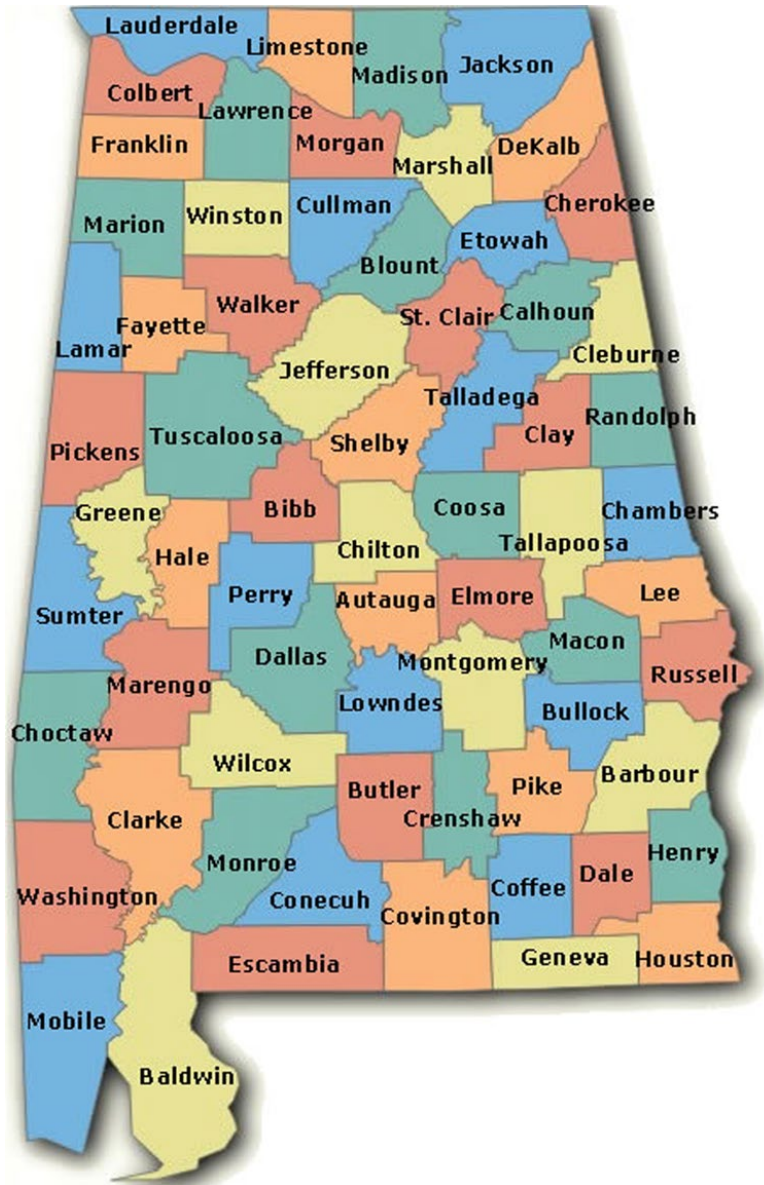 Lauderdale
Limestone
Madison
Jackson
Colbert
Lawrence
Franklin
Morgan
Marshall
DeKalb
Cherokee
Marion
Winston
Cullman
Etowah
Blount
Walker
St. Clair
Calhoun
Fayette
Lamar
Jefferson
Cleburne
Talladega
Randolph
Pickens
Tuscaloosa
Shelby
Clay
Greene
Bibb
Coosa
Chambers
Hale
Chilton
Tallapoosa
Sumter
Perry
Autauga
Elmore
Lee
Marengo
Dallas
Montgomery
Macon
Russell
Choctaw
Lowndes
Bullock
Wilcox
Barbour
Clarke
Butler
Pike
Crenshaw
Monroe
Henry
Washington
Conecuh
Coffee
Dale
Covington
Escambia
Geneva
Houston
Mobile
Baldwin